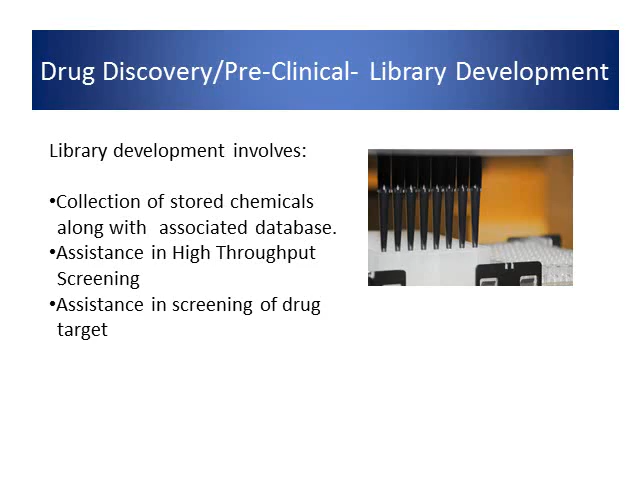 Drug Discovery/Pre-Clinical- Library Development
Library development involves:
•Collection of stored chemicals
along with  associated database.
•Assistance in High Throughput
Screening
•Assistance in screening of drug
target